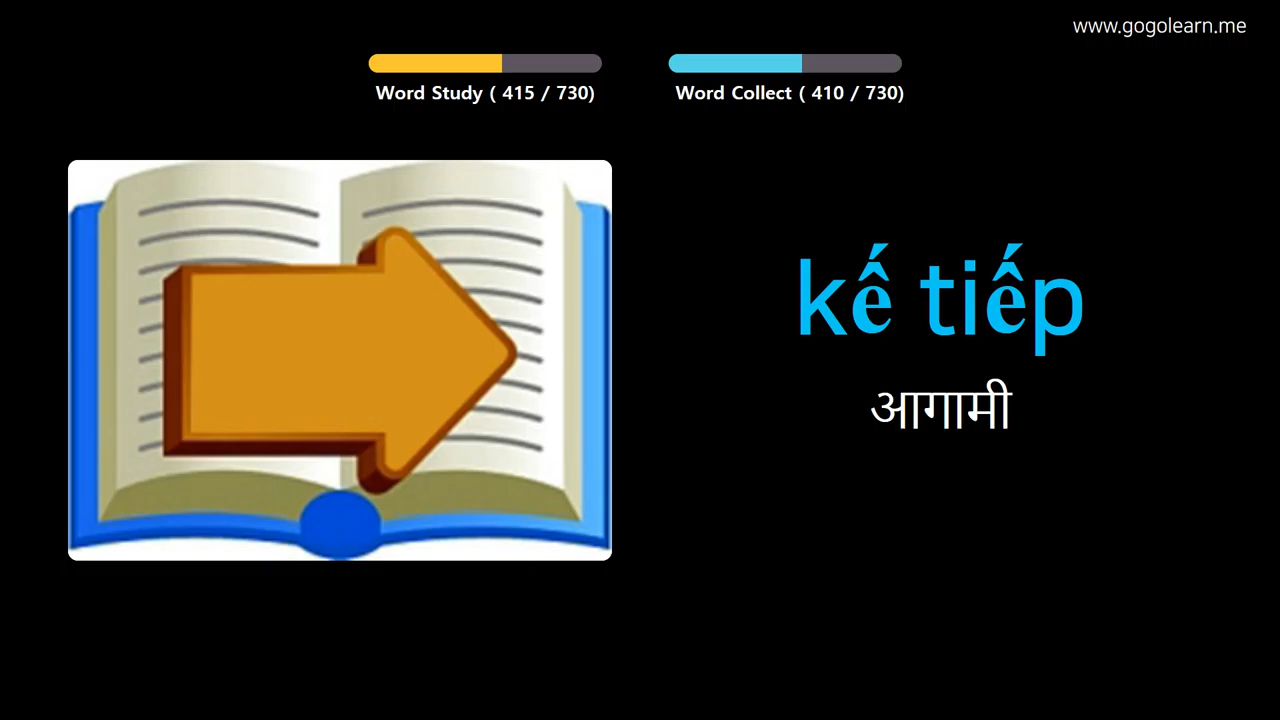 www.gogolearn.me
Word Study ( 415 / 730)
Word Collect ( 410 / 730)
kế tiếp
आगामी